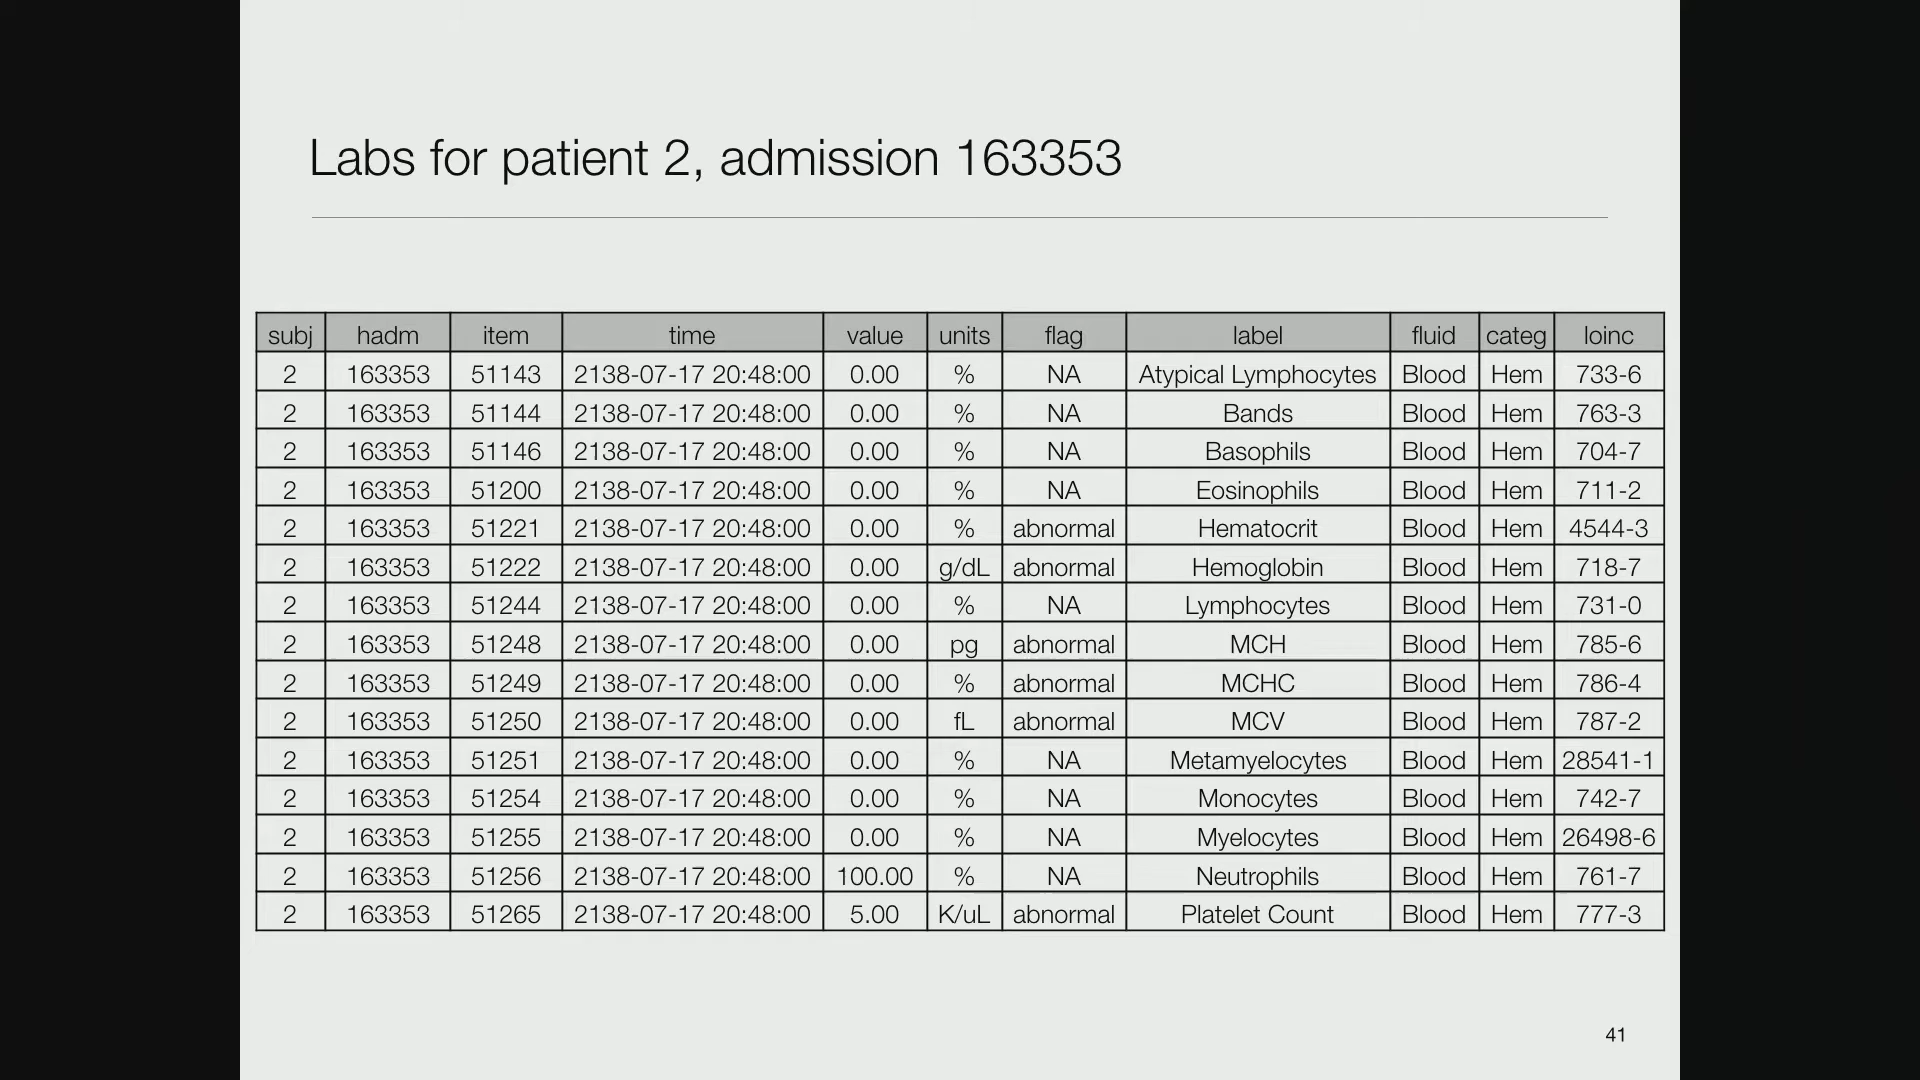 Labs for patient 2, admission 163353
subj hadm item time value units flag label fluid categ loinc
2 163353 51143 2138-07-17 20:48:00 0.00 % NA Atypical Lymphocytes Blood Hem 733-6
2 163353 51144 2138-07-17 20:48:00 0.00 % NA Bands Blood Hem 763-3
2 163353 51146 2138-07-17 20:48:00 0.00 % NA Basophils Blood Hem 704-7
2 163353 51200 2138-07-17 20:48:00 0.00 % NA Eosinophils Blood Hem 711-2
2 163353 51221 2138-07-17 20:48:00 0.00 % abnormal Hematocrit Blood Hem 4544-3
2 163353 51222 2138-07-17 20:48:00 0.00 g/dL abnormal Hemoglobin Blood Hem 718-7
2 163353 51244 2138-07-17 20:48:00 0.00 % NA Lymphocytes Blood Hem 731-0
2 163353 51248 2138-07-17 20:48:00 0.00 pg abnormal MCH Blood Hem 785-6
2 163353 51249 2138-07-17 20:48:00 0.00 % abnormal MCHC Blood Hem 786-4
2 163353 51250 2138-07-17 20:48:00 0.00 fL abnormal MCV Blood Hem 787-2
2 163353 51251 2138-07-17 20:48:00 0.00 % NA Metamyelocytes Blood Hem 28541-1
2 163353 51254 2138-07-17 20:48:00 0.00 % NA Monocytes Blood Hem 742-7
2 163353 51255 2138-07-17 20:48:00 0.00 % NA Myelocytes Blood Hem 26498-6
2 163353 51256 2138-07-17 20:48:00 100.00 % NA Neutrophils Blood Hem 761-7
2 163353 51265 2138-07-17 20:48:00 5.00 K/uL abnormal Platelet Count Blood Hem 777-3
41